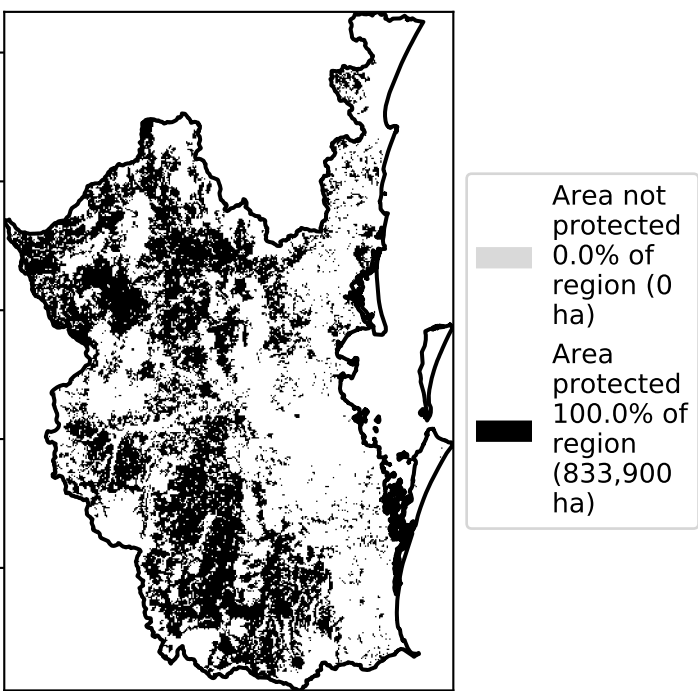 Area not
protected
0.0% of
region (0
ha)
Area
protected
100.0% of
region
(833,900
ha)